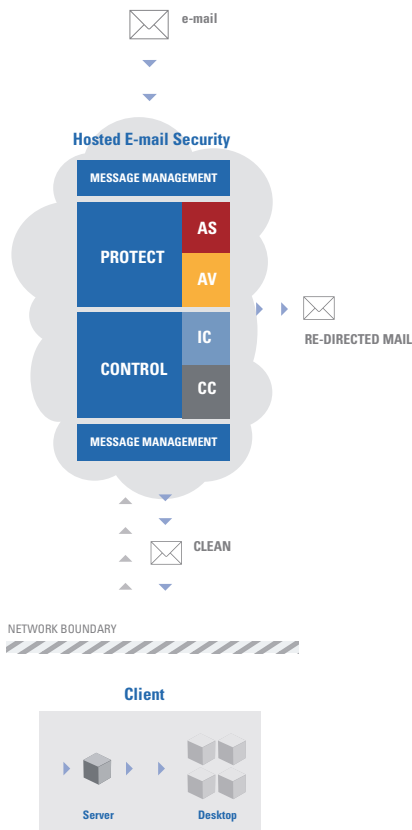 e-mail
Hosted E-mail Security
MESSAGE MANAGEMENT
PROTECT
AS
AV
RE-DIRECTED MAIL
CONTROL
IC
CC
MESSAGE MANAGEMENT
CLEAN
NETWORK BOUNDARY
Client
Server
Desktop